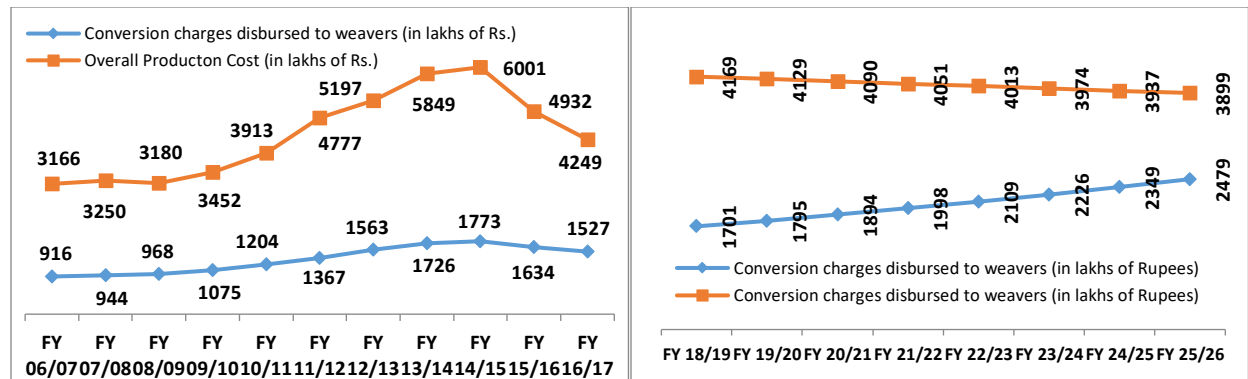 Conversion charges disbursed to weavers (in lakhs of Rs.)
Overall Producton Cost (in lakhs of Rs.)
3166
3250
3180
3452
3913
4777
5197
5849
6001
4932
4249
916
944
968
1075
1204
1367
1563
1726
1773
1634
1527
FY 06/07
FY 07/08
FY 08/09
FY 09/10
FY 10/11
FY 11/12
FY 12/13
FY 13/14
FY 14/15
FY 15/16
FY 16/17
4169
4129
4090
4051
4013
3974
3937
3899
1701
1795
1894
1998
2109
2226
2349
2479
Conversion charges disbursed to weavers (in lakhs of Rupees)
Conversion charges disbursed to weavers (in lakhs of Rupees)
FY 18/19 FY 19/20 FY 20/21 FY 21/22 FY 22/23 FY 23/24 FY 24/25 FY 25/26